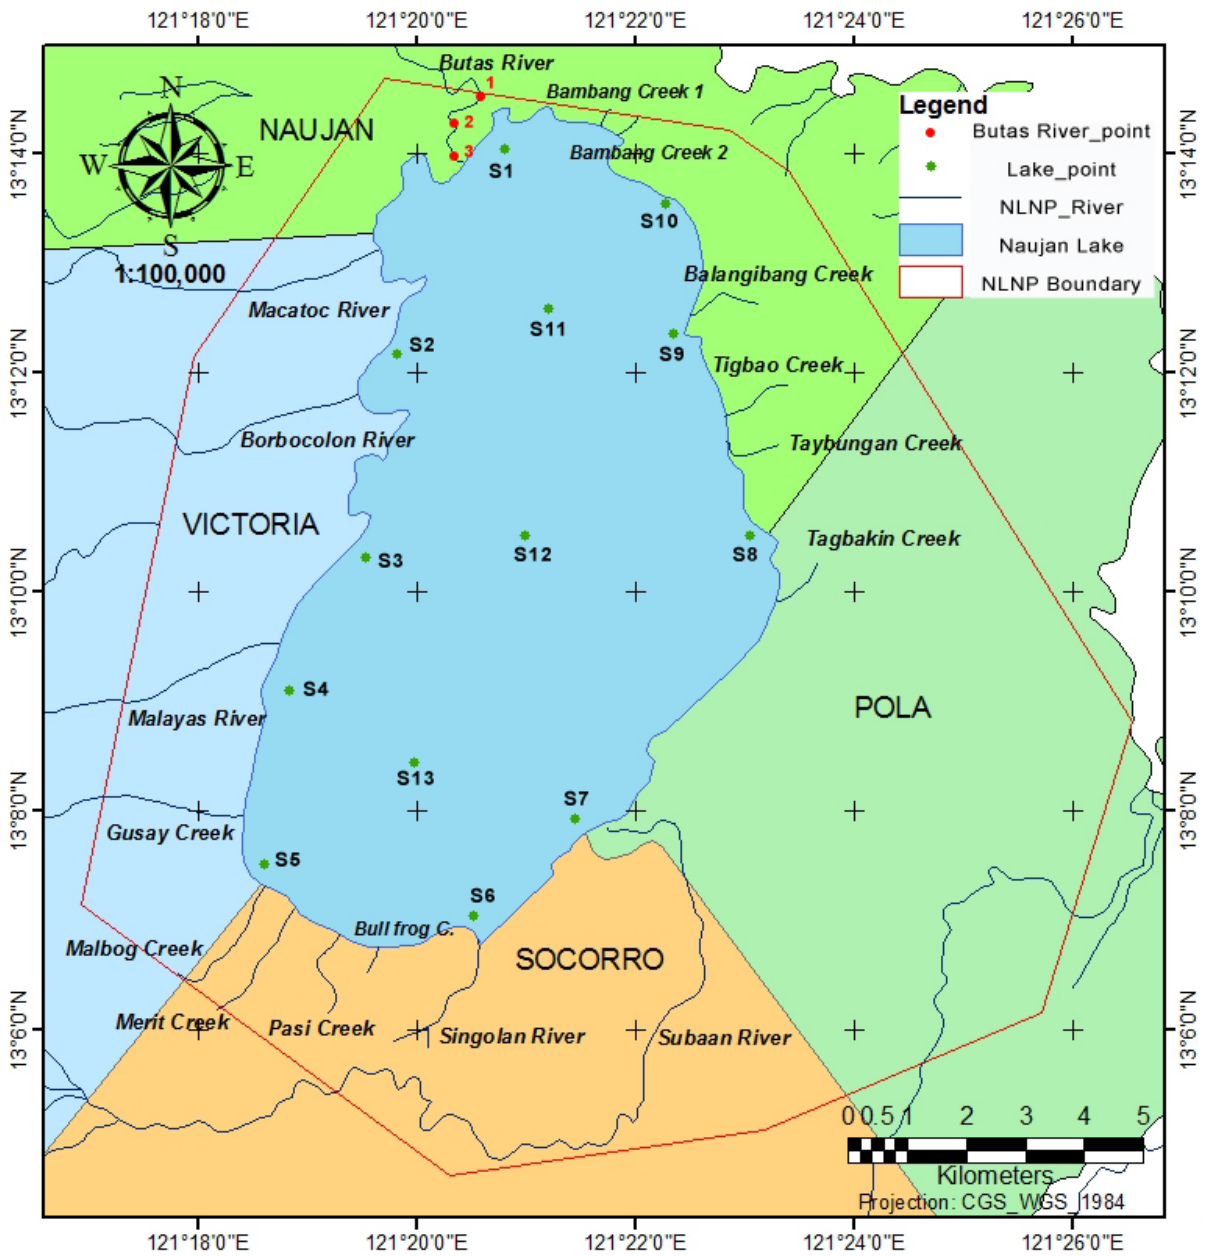 121°18'0"E 121°20'0"E 121°22'0"E 121°24'0"E 121°26'0"E
Butas River
1
Bambang Creek 1
Legend
N
NAUJAN
2
Butas River_point
13°14'0"N
13°14'0"N
W
E
3
S1
Bambang Creek 2
Lake_point
S10
NLNP_River
S
Naujan Lake
1:100,000
Balangibang Creek
NLNP Boundary
Macatoc River
S11
S2
S9
Tigbao Creek
13°12'0"N
13°12'0"N
Borbocolon River
Taybungan Creek
VICTORIA
S3
S12
S8
Tagbakin Creek
13°10'0"N
13°10'0"N
S4
Malayas River
POLA
S13
S7
13°8'0"N
13°8'0"N
Gusay Creek
S5
S6
Bull frog C.
Malbog Creek
SOCORRO
Merit Creek
Pasi Creek
Singolan River
Subaan River
13°6'0"N
13°6'0"N
0 0.5 1 2 3 4 5
Kilometers
Projection: CGS_WGS_1984
121°18'0"E 121°20'0"E 121°22'0"E 121°24'0"E 121°26'0"E